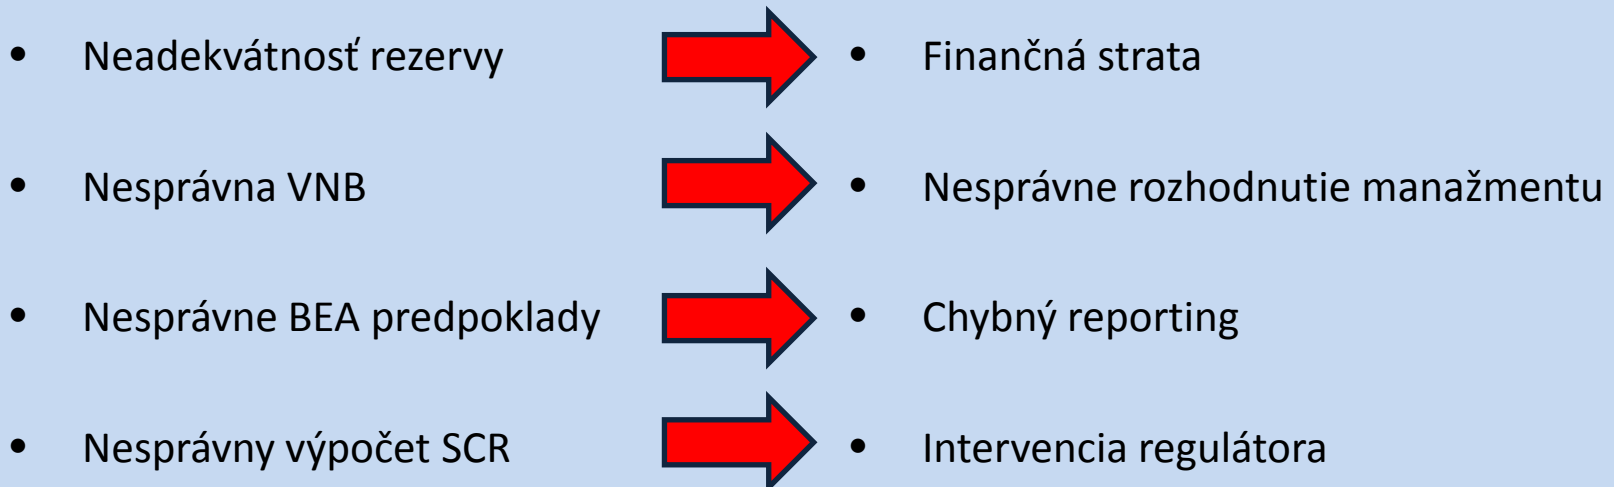 • Neadekvátnosť rezervy
• Finančná strata
• Nesprávna VNB
• Nesprávne rozhodnutie manažmentu
• Nesprávne BEA predpoklady
• Chybný reporting
• Nesprávny výpočet SCR
• Intervencia regulátora